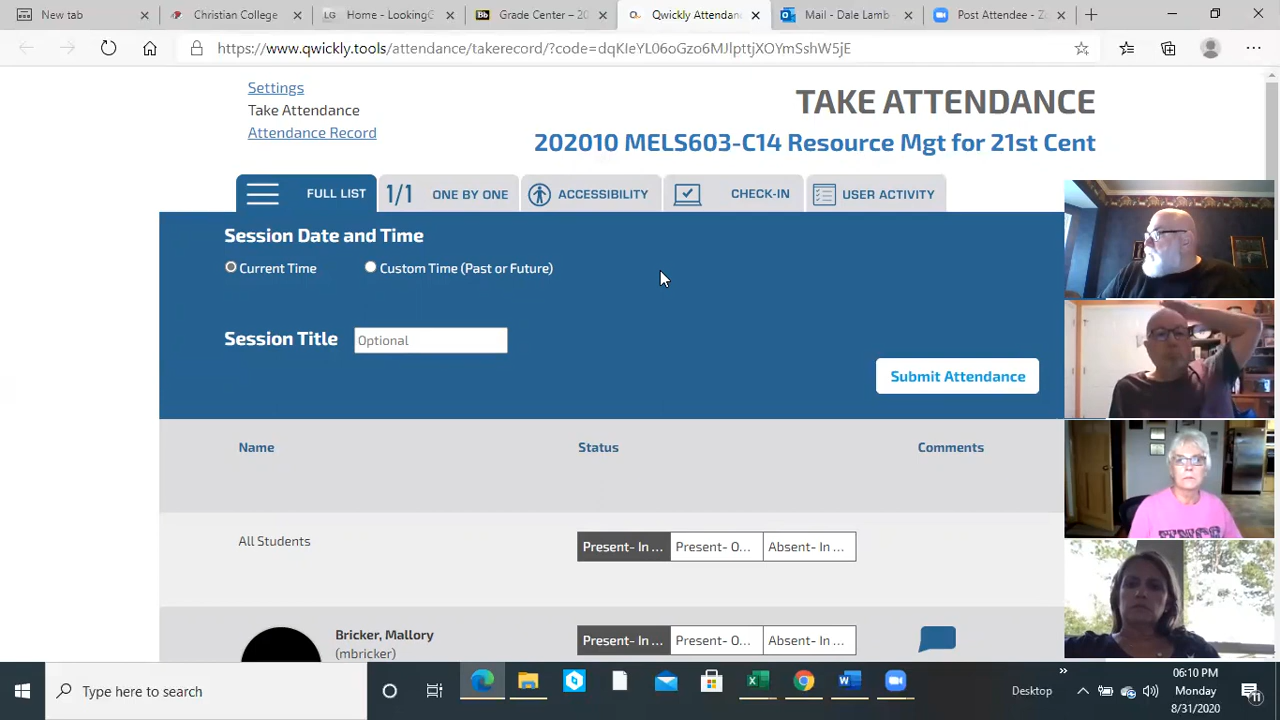 New tab
Christian College
Home - LookingG
Bb Grade Center – 20
Qwickly Attendanc
Mail - Dale Lamb
Post Attendee - Z
https://www.qwickly.tools/attendance/takerecord/?code=dqKIeYL06oGzo6MJlpttjXOYmSshW5jE
Settings
Take Attendance
Attendance Record
TAKE ATTENDANCE
202010 MELS603-C14 Resource Mgt for 21st Cent
FULL LIST
1/1 ONE BY ONE
ACCESSIBILITY
CHECK-IN
USER ACTIVITY
Session Date and Time
Current Time
Custom Time (Past or Future)
Session Title
Optional
Submit Attendance
Name
Status
Comments
All Students
Present- In ...
Present- O...
Absent- In ...
Bricker, Mallory
(mbricker)
Present- In ...
Present- O...
Absent- In ...
Type here to search
Desktop
06:10 PM
Monday
8/31/2020